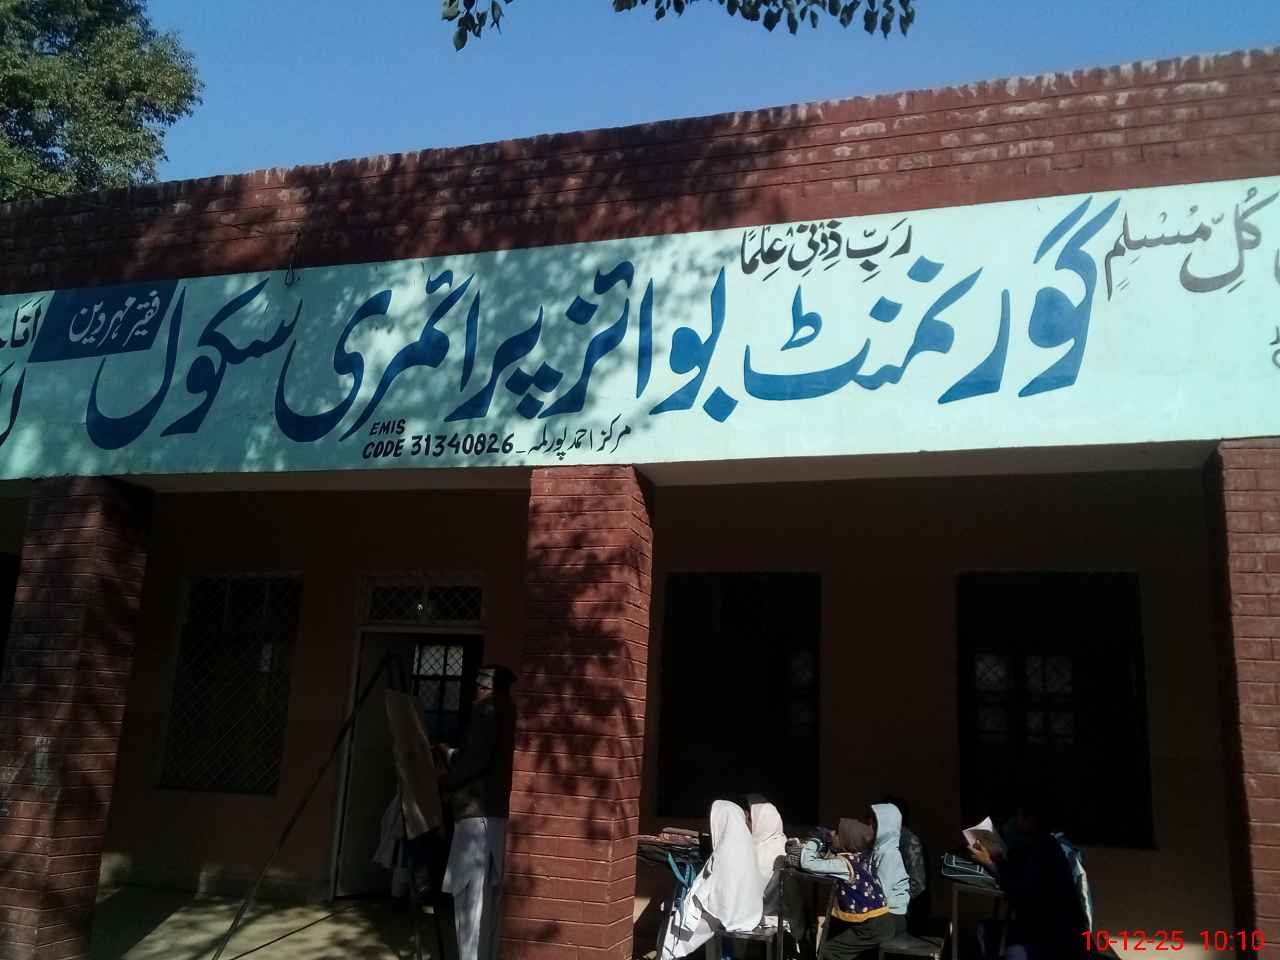 کُلِّ مُسْلِمٍ
رَبِّ زِدْنِیْ عِلْمًا
گورنمنٹ بوائز پرائمری سکول
فقیر مہر دین
مرکز احمد پور لمہ _ EMIS CODE 31340826
10-12-25 10:10